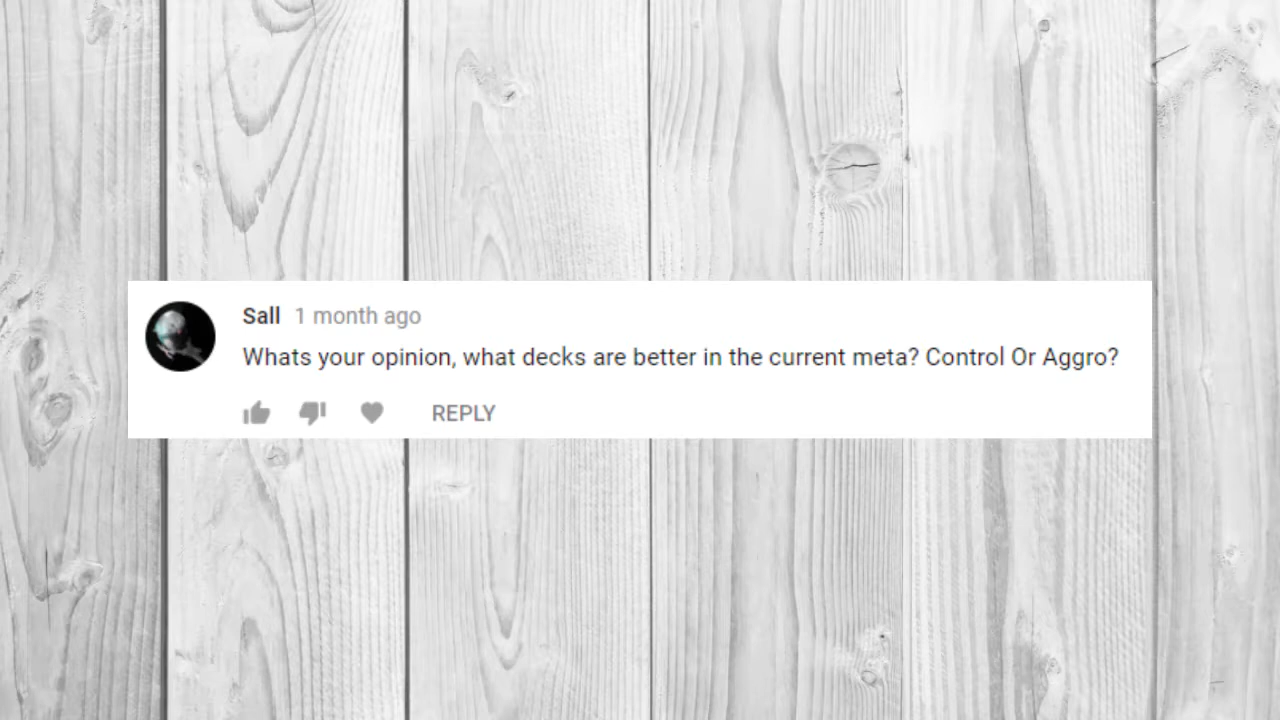 Sall 1 month ago
Whats your opinion, what decks are better in the current meta? Control Or Aggro?
REPLY